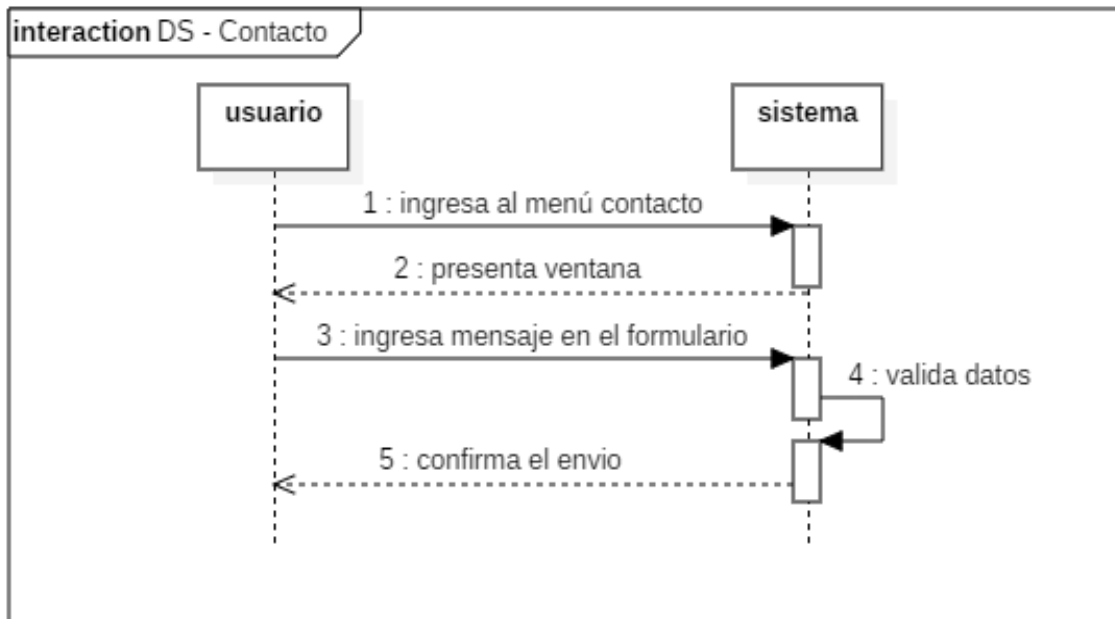 interaction DS - Contacto
usuario
sistema
1 : ingresa al menú contacto
2 : presenta ventana
3 : ingresa mensaje en el formulario
4 : valida datos
5 : confirma el envio